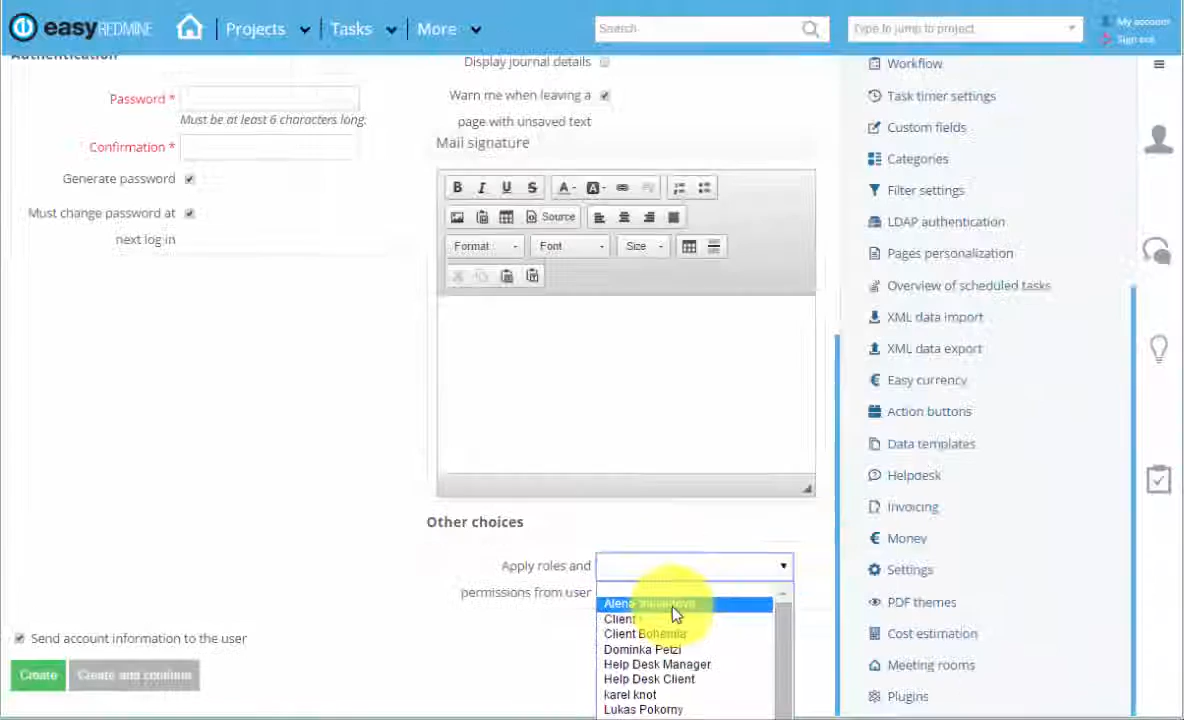 easy REDMINE
Projects
Tasks
More
Search
Type to jump to project
My account
Sign out
Authentication
Password *
Must be at least 6 characters long.
Confirmation *
Generate password
Must change password at
next log in
Display journal details
Warn me when leaving a
page with unsaved text
Mail signature
B I U S A A
Source
Format
Font
Size
Other choices
Apply roles and
permissions from user
Alena
Client
Client Bohemia
Dominka Petzi
Help Desk Manager
Help Desk Client
karel knot
Lukas Pokorny
Send account information to the user
Create
Create and continue
Workflow
Task timer settings
Custom fields
Categories
Filter settings
LDAP authentication
Pages personalization
Overview of scheduled tasks
XML data import
XML data export
Easy currency
Action buttons
Data templates
Helpdesk
Invoicing
Money
Settings
PDF themes
Cost estimation
Meeting rooms
Plugins